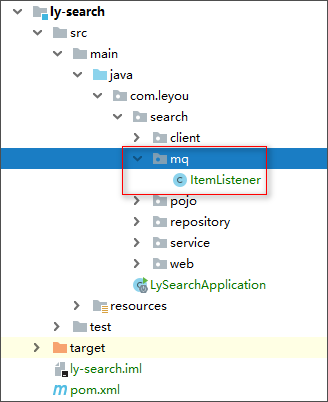 ly-search
src
main
java
com.leyou
search
client
mq
ItemListener
pojo
repository
service
web
LySearchApplication
resources
test
target
ly-search.iml
pom.xml